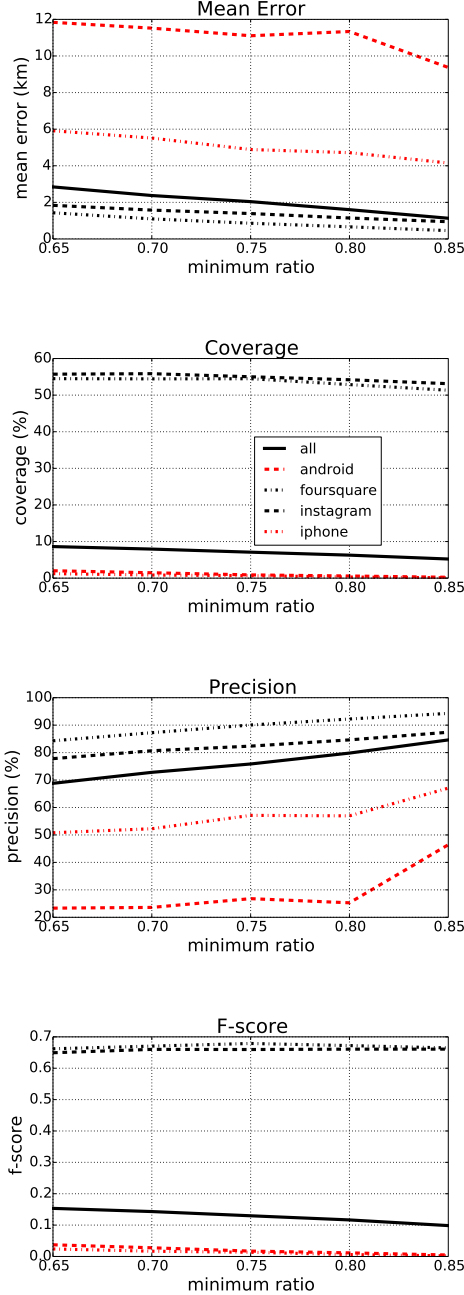 Mean Error
12
10
8
6
4
2
0
mean error (km)
0.65 0.70 0.75 0.80 0.85
minimum ratio
Coverage
60
50
40
30
20
10
0
coverage (%)
all
android
foursquare
instagram
iphone
0.65 0.70 0.75 0.80 0.85
minimum ratio
Precision
100
90
80
70
60
50
40
30
20
precision (%)
0.65 0.70 0.75 0.80 0.85
minimum ratio
F-score
0.7
0.6
0.5
0.4
0.3
0.2
0.1
0.0
f-score
0.65 0.70 0.75 0.80 0.85
minimum ratio